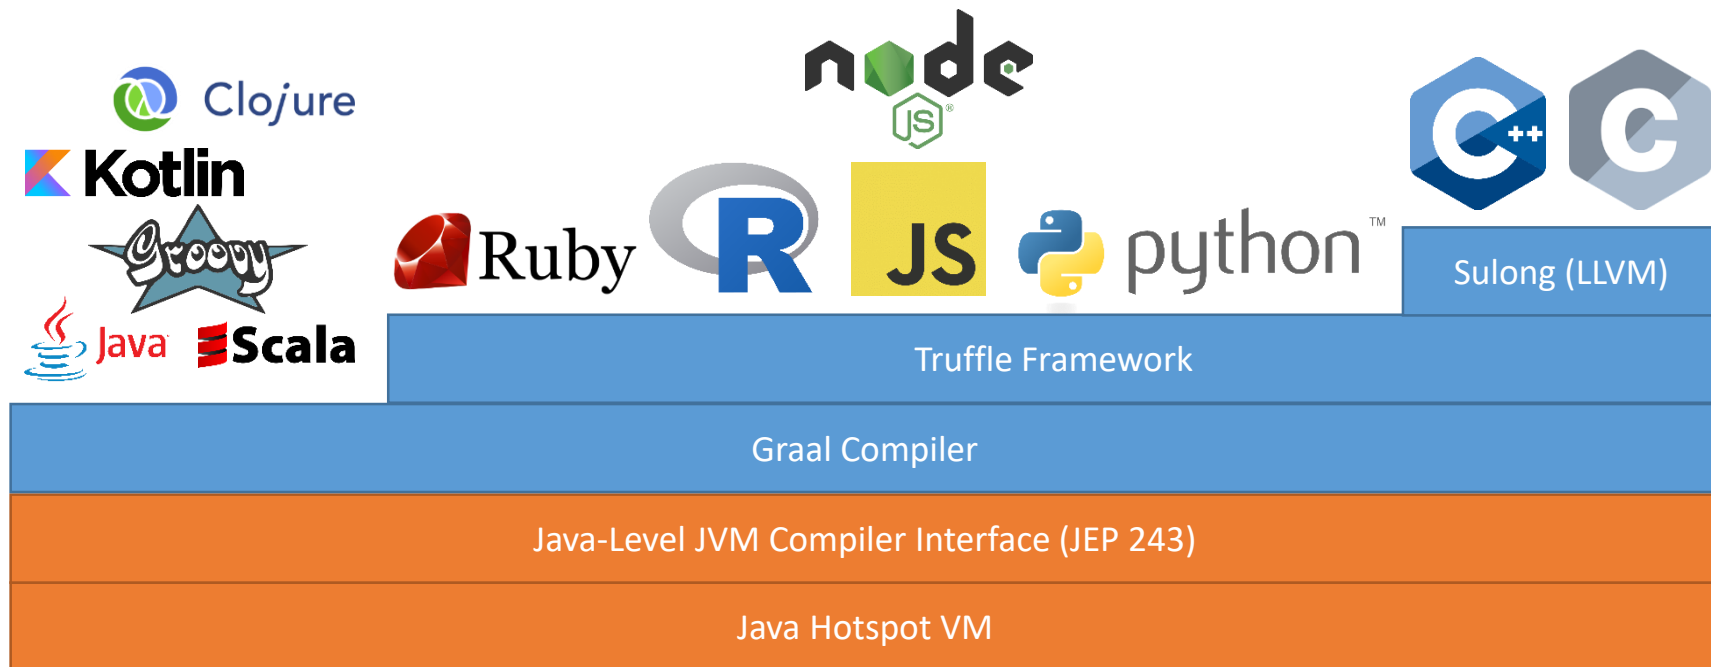 node
JS®
Clojure
C++
C
Kotlin
Groovy
Ruby
R
JS
python™
Sulong (LLVM)
Java
Scala
Truffle Framework
Graal Compiler
Java-Level JVM Compiler Interface (JEP 243)
Java Hotspot VM